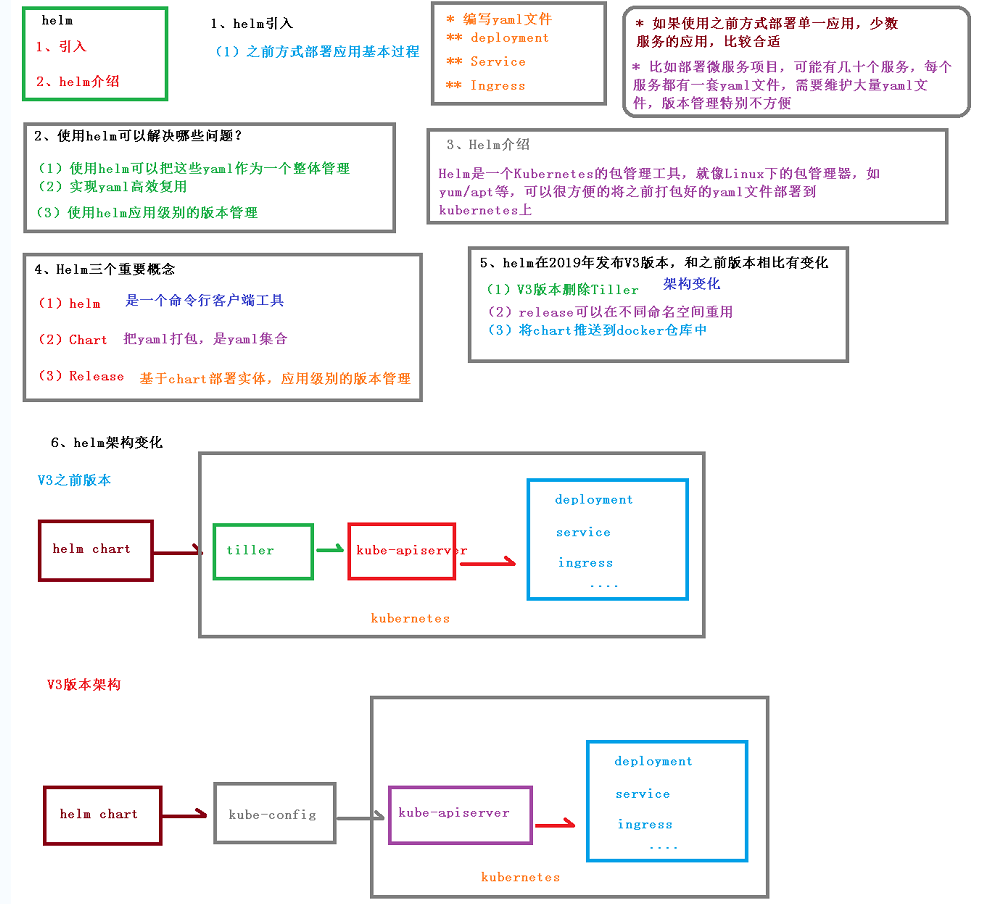 helm
1、引入
2、helm介绍
1、helm引入
（1）之前方式部署应用基本过程
* 编写yaml文件
** deployment
** Service
** Ingress
* 如果使用之前方式部署单一应用，少数
服务的应用，比较合适
* 比如部署微服务项目，可能有几十个服务，每个
服务都有一套yaml文件，需要维护大量yaml文
件，版本管理特别不方便
2、使用helm可以解决哪些问题？
（1）使用helm可以把这些yaml作为一个整体管理
（2）实现yaml高效复用
（3）使用helm应用级别的版本管理
3、Helm介绍
Helm是一个Kubernetes的包管理工具，就像Linux下的包管理器，如
yum/apt等，可以很方便的将之前打包好的yaml文件部署到
kubernetes上
4、Helm三个重要概念
（1）helm 是一个命令行客户端工具
（2）Chart 把yaml打包，是yaml集合
（3）Release 基于chart部署实体，应用级别的版本管理
5、helm在2019年发布V3版本，和之前版本相比有变化
（1）V3版本删除Tiller 架构变化
（2）release可以在不同命名空间重用
（3）将chart推送到docker仓库中
6、helm架构变化
V3之前版本
helm chart
tiller
kube-apiserver
deployment
service
ingress
....
kubernetes
V3版本架构
helm chart
kube-config
kube-apiserver
deployment
service
ingress
....
kubernetes